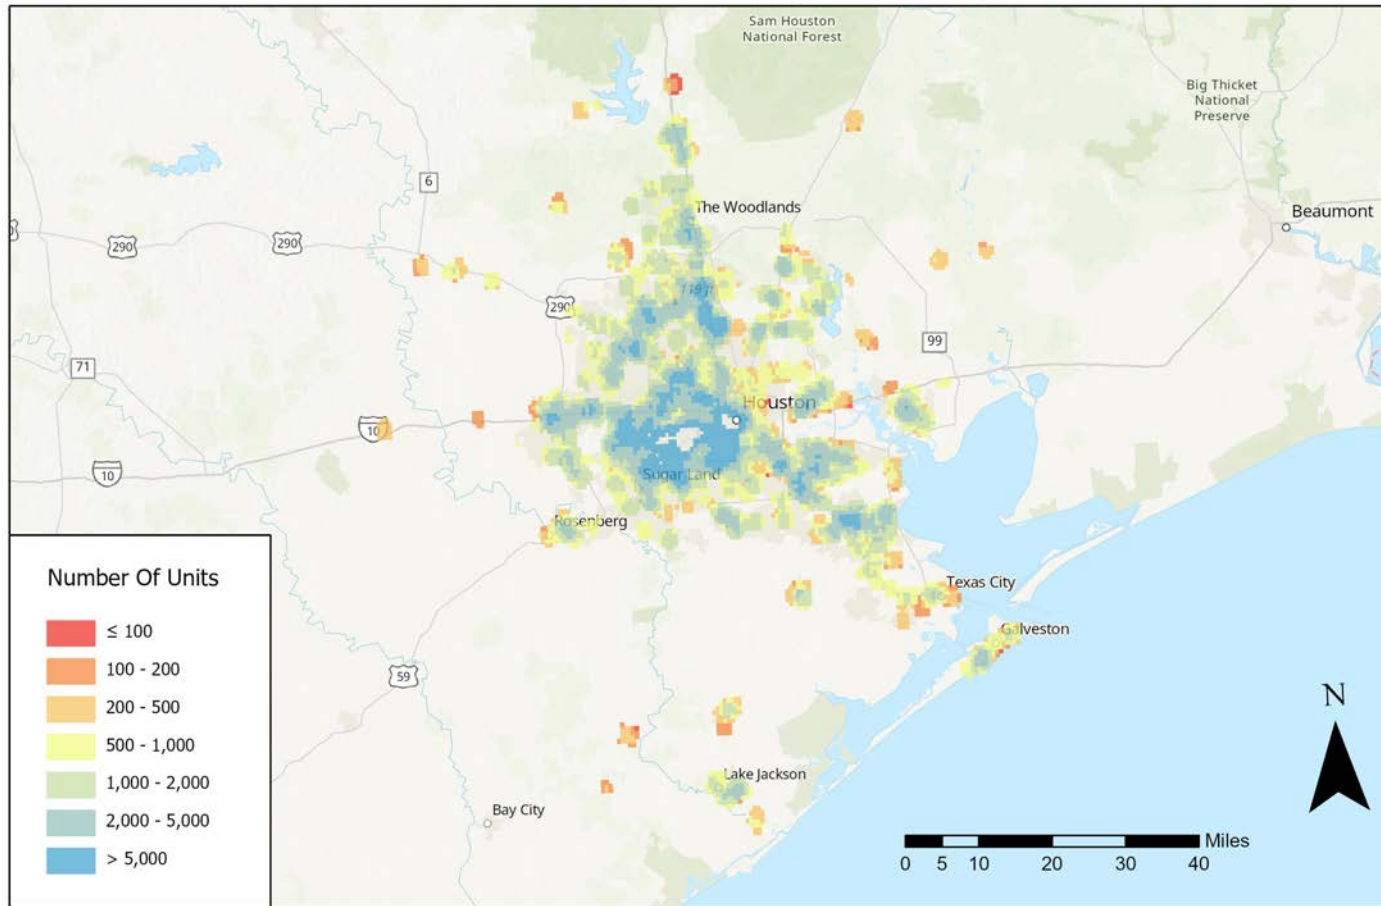 Sam Houston
National Forest
Big Thicket
National
Preserve
6
The Woodlands
Beaumont
290
290
290
99
71
Houston
10
10
Sugar Land
Rosenberg
Number Of Units
≤ 100
100 - 200
200 - 500
500 - 1,000
1,000 - 2,000
2,000 - 5,000
> 5,000
Texas City
Galveston
59
Lake Jackson
Bay City
N
Miles
0 5 10 20 30 40